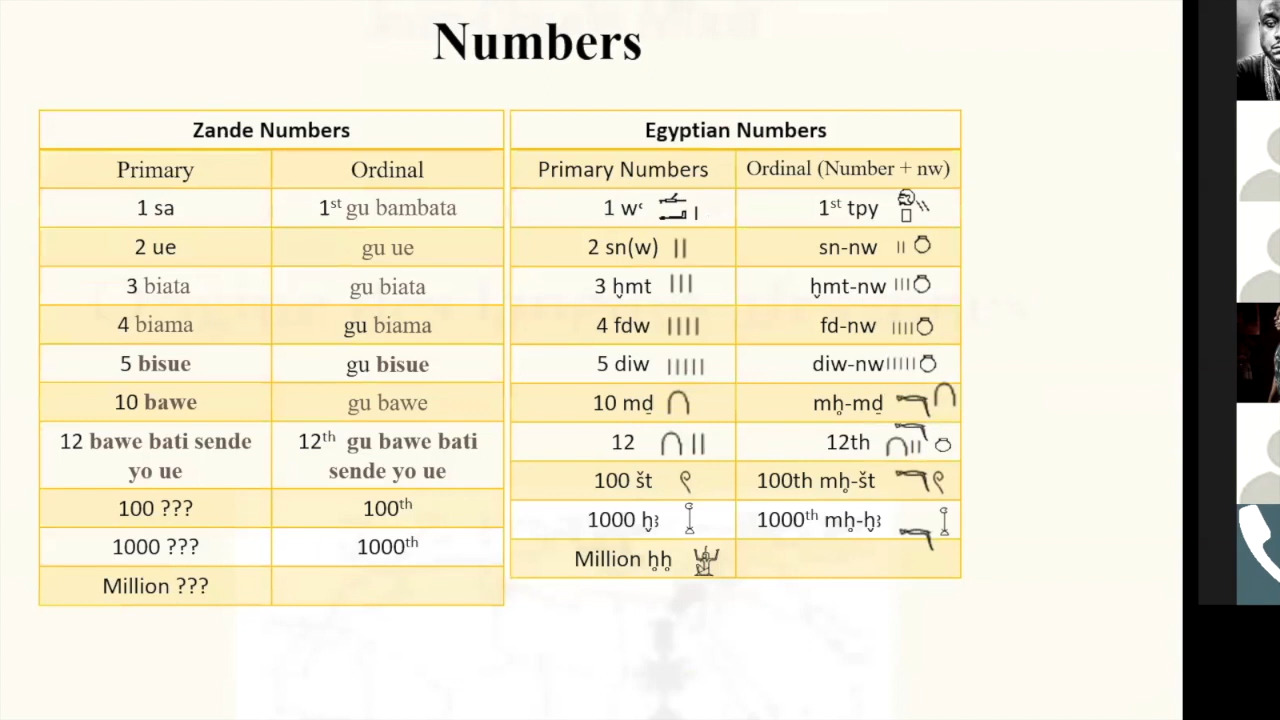 Numbers
Zande Numbers
Primary Ordinal
1 sa 1st gu bambata
2 ue gu ue
3 biata gu biata
4 biama gu biama
5 bisue gu bisue
10 bawe gu bawe
12 bawe bati sende 12th gu bawe bati
yo ue sende yo ue
100 ??? 100th
1000 ??? 1000th
Million ???
Egyptian Numbers
Primary Numbers Ordinal (Number + nw)
1 wꜥ 1st tpy
2 sn(w) sn-nw
3 ḫmt ḫmt-nw
4 fdw fd-nw
5 diw diw-nw
10 mḏ mh̥-mḏ
12 12th
100 št 100th mh̥-št
1000 ḫꜣ 1000th mh̥-ḫꜣ
Million h̥h̥